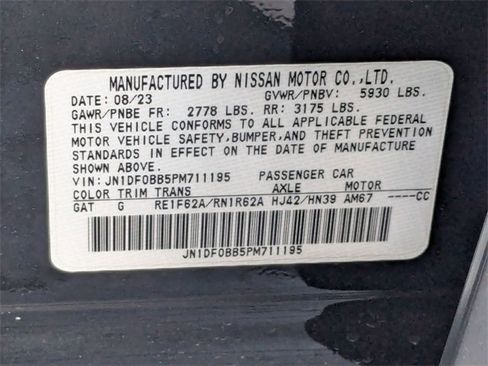 MANUFACTURED BY NISSAN MOTOR CO.,LTD.
DATE: 08/23 GVWR/PNBV: 5930 LBS.
GAWR/PNBE FR: 2778 LBS. RR: 3175 LBS.
THIS VEHICLE CONFORMS TO ALL APPLICABLE FEDERAL
MOTOR VEHICLE SAFETY,BUMPER,AND THEFT PREVENTION
STANDARDS IN EFFECT ON THE DATE OF MANUFACTURE
SHOWN ABOVE.
VIN: JN1DF0BB5PM711195 PASSENGER CAR
COLOR TRIM TRANS AXLE MOTOR
GAT G RE1F62A/RN1R62A HJ42/HN39 AM67 ----CC
JN1DF0BB5PM711195